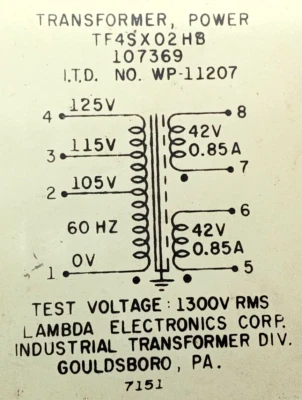 TRANSFORMER, POWER
TF4SX02HB
107369
I.T.D. NO. WP-11207
4 125V 8
42V
0.85A
3 115V 7
2 105V
6
60 HZ 42V
0.85A
1 0V 5
TEST VOLTAGE: 1300V RMS
LAMBDA ELECTRONICS CORP.
INDUSTRIAL TRANSFORMER DIV.
GOULDSBORO, PA.
7151